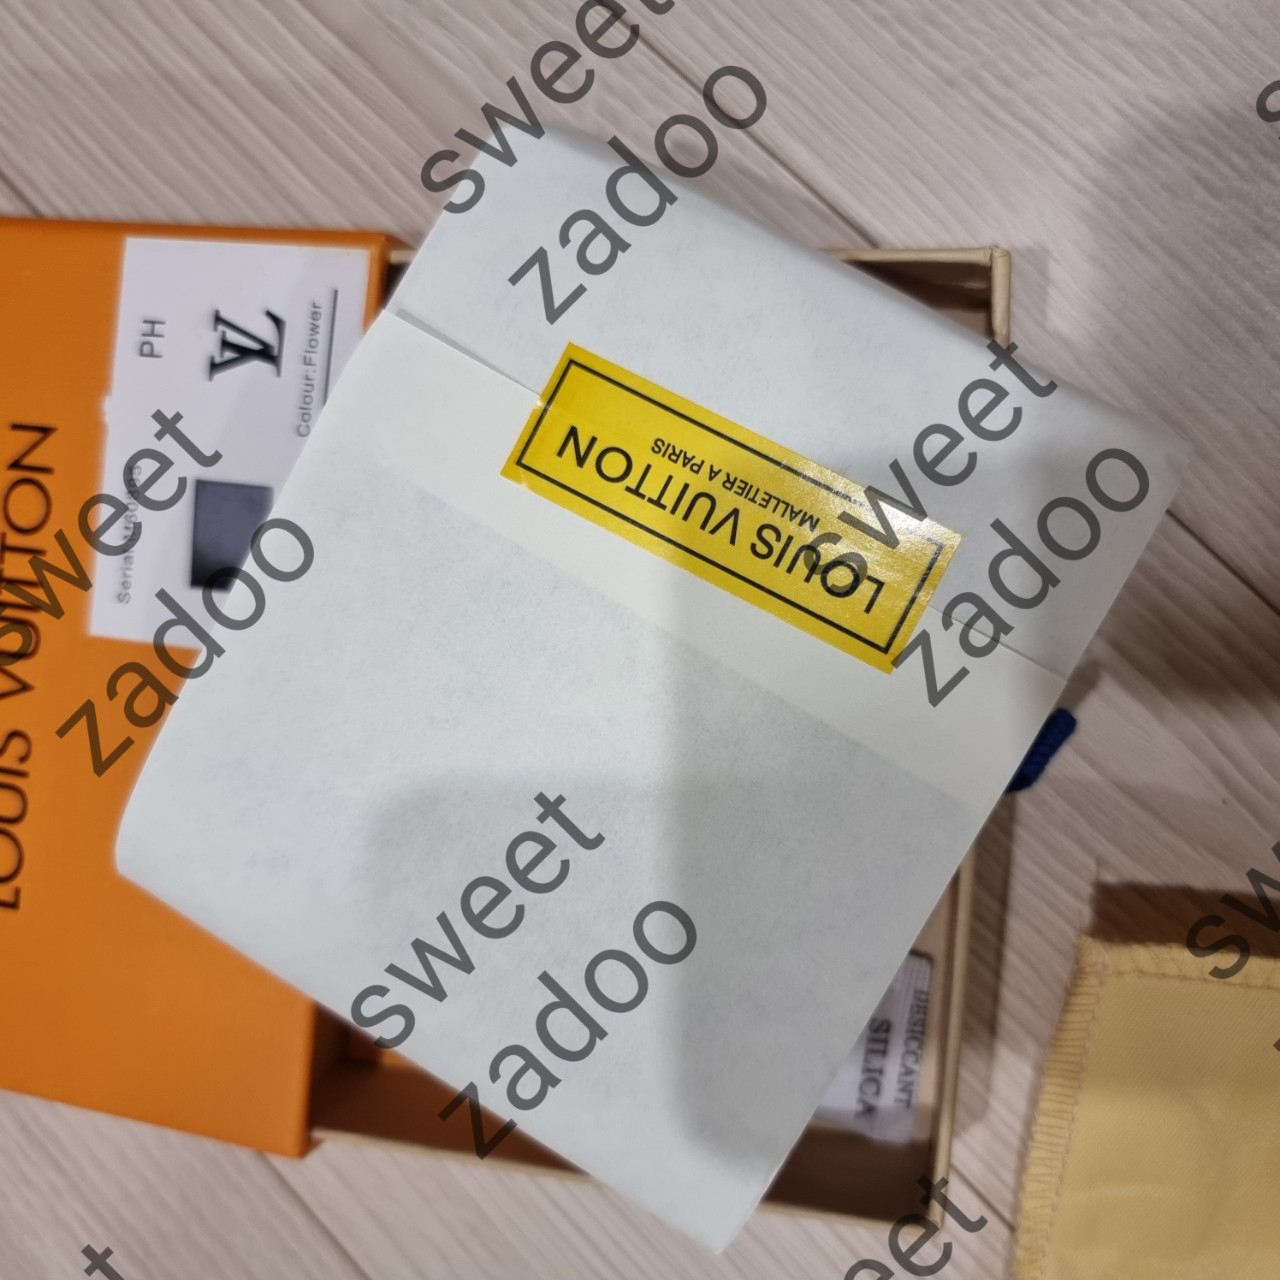 LOUIS VUITTON
MALLETIER A PARIS
LOUIS VUITTON
PH
LV
Colour:Flower
DESICCANT
SILICA
sweet
zadoo
sweet
zadoo
sweet
zadoo
sweet
zadoo